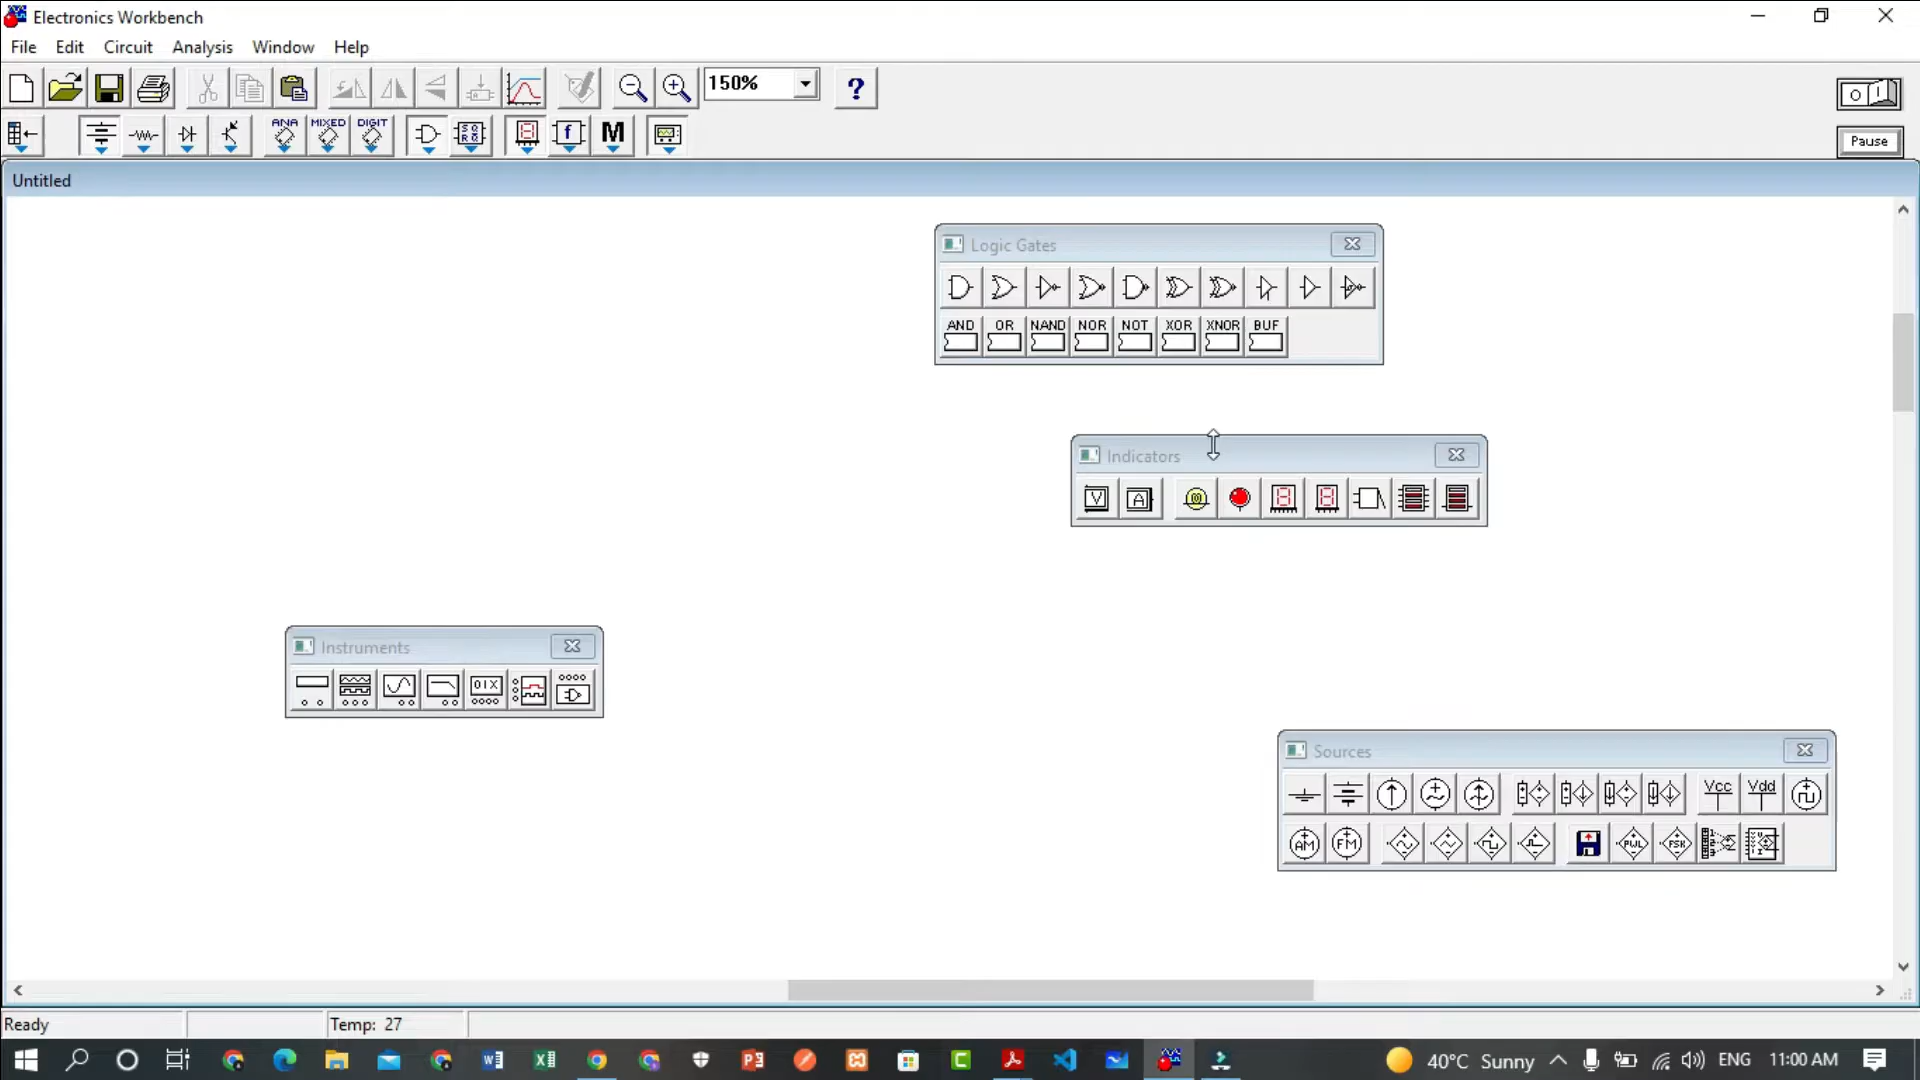 Electronics Workbench
File Edit Circuit Analysis Window Help
150% ?
ANA MIXED DIGIT f M
Pause
Untitled
Logic Gates
AND OR NAND NOR NOT XOR XNOR BUF
Indicators
V A
Instruments
Sources
Vcc Vdd
AM FM PWL FSK
Ready Temp: 27
40°C Sunny ENG 11:00 AM